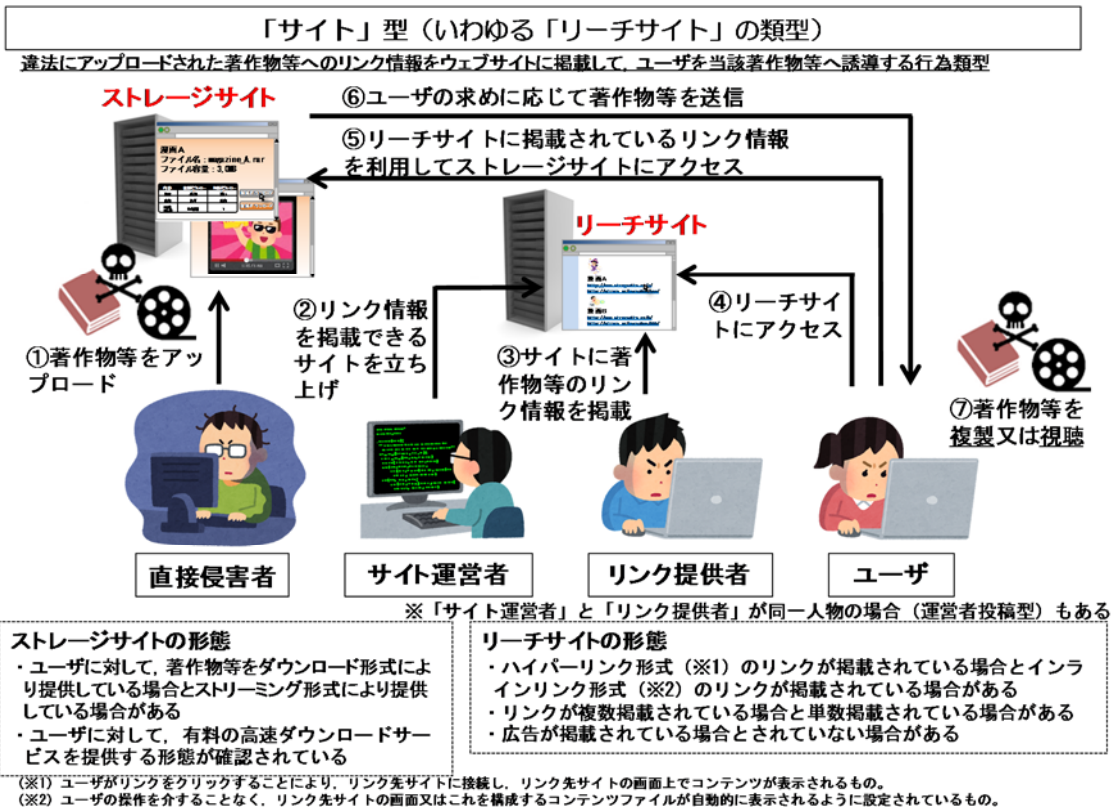 「サイト」型（いわゆる「リーチサイト」の類型）
違法にアップロードされた著作物等へのリンク情報をウェブサイトに掲載して，ユーザを当該著作物等へ誘導する行為類型
ストレージサイト
⑥ユーザの求めに応じて著作物等を送信
⑤リーチサイトに掲載されているリンク情報
を利用してストレージサイトにアクセス
漫画A
ファイル名：magazine_A.rar
ファイル容量：3,0MB
リーチサイト
漫画A
漫画B
①著作物等をアッ
プロード
②リンク情報
を掲載できる
サイトを立ち
上げ
③サイトに著
作物等のリン
ク情報を掲載
④リーチサイ
トにアクセス
⑦著作物等を
複製又は視聴
直接侵害者
サイト運営者
リンク提供者
ユーザ
※「サイト運営者」と「リンク提供者」が同一人物の場合（運営者投稿型）もある
ストレージサイトの形態
・ユーザに対して，著作物等をダウンロード形式によ
り提供している場合とストリーミング形式により提供
している場合がある
・ユーザに対して，有料の高速ダウンロードサー
ビスを提供する形態が確認されている
リーチサイトの形態
・ハイパーリンク形式（※1）のリンクが掲載されている場合とインラ
インリンク形式（※2）のリンクが掲載されている場合がある
・リンクが複数掲載されている場合と単数掲載されている場合がある
・広告が掲載されている場合とされていない場合がある
（※1）ユーザがリンクをクリックすることにより，リンク先サイトに接続し，リンク先サイトの画面上でコンテンツが表示されるもの。
（※2）ユーザの操作を介することなく，リンク先サイトの画面又はこれを構成するコンテンツファイルが自動的に表示されるように設定されているもの。